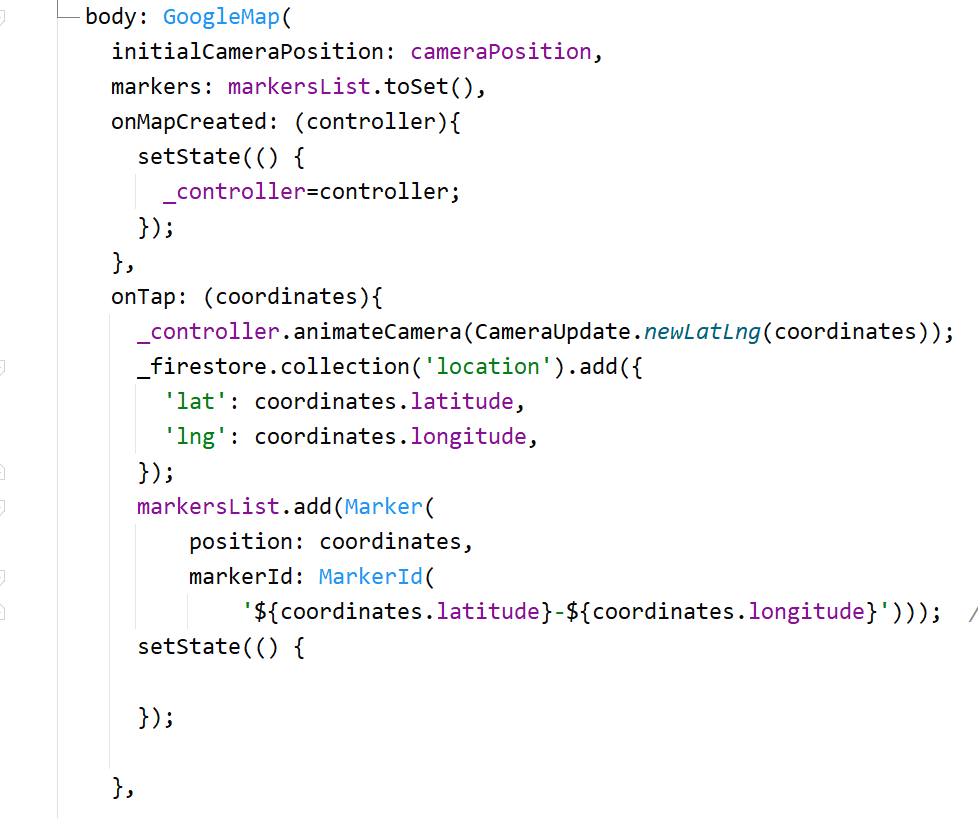 body: GoogleMap(
initialCameraPosition: cameraPosition,
markers: markersList.toSet(),
onMapCreated: (controller){
setState(() {
_controller=controller;
});
},
onTap: (coordinates){
_controller.animateCamera(CameraUpdate.newLatLng(coordinates));
_firestore.collection('location').add({
'lat': coordinates.latitude,
'lng': coordinates.longitude,
});
markersList.add(Marker(
position: coordinates,
markerId: MarkerId(
'${coordinates.latitude}-${coordinates.longitude}'))); /
setState(() {
});
},